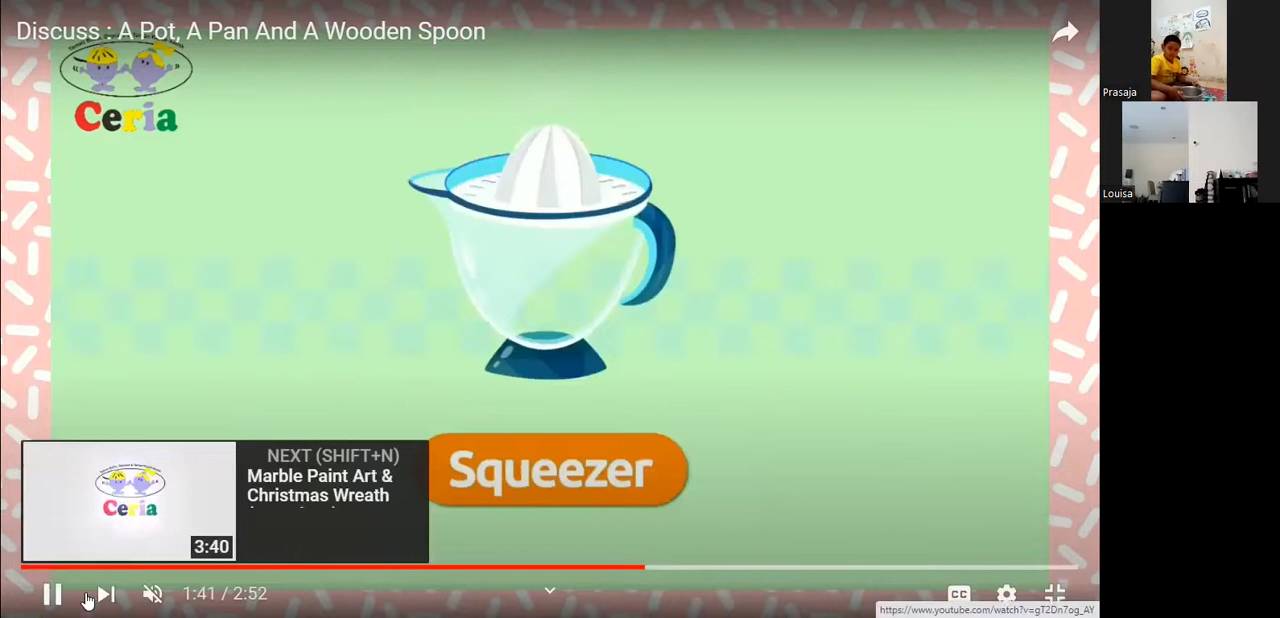 Discuss : A Pot, A Pan And A Wooden Spoon
Ceria
Prasaja
Louisa
Squeezer
NEXT (SHIFT+N)
Marble Paint Art &
Christmas Wreath
Ceria
3:40
1:41 / 2:52
CC
https://www.youtube.com/watch?v=gT2Dn7og_AY